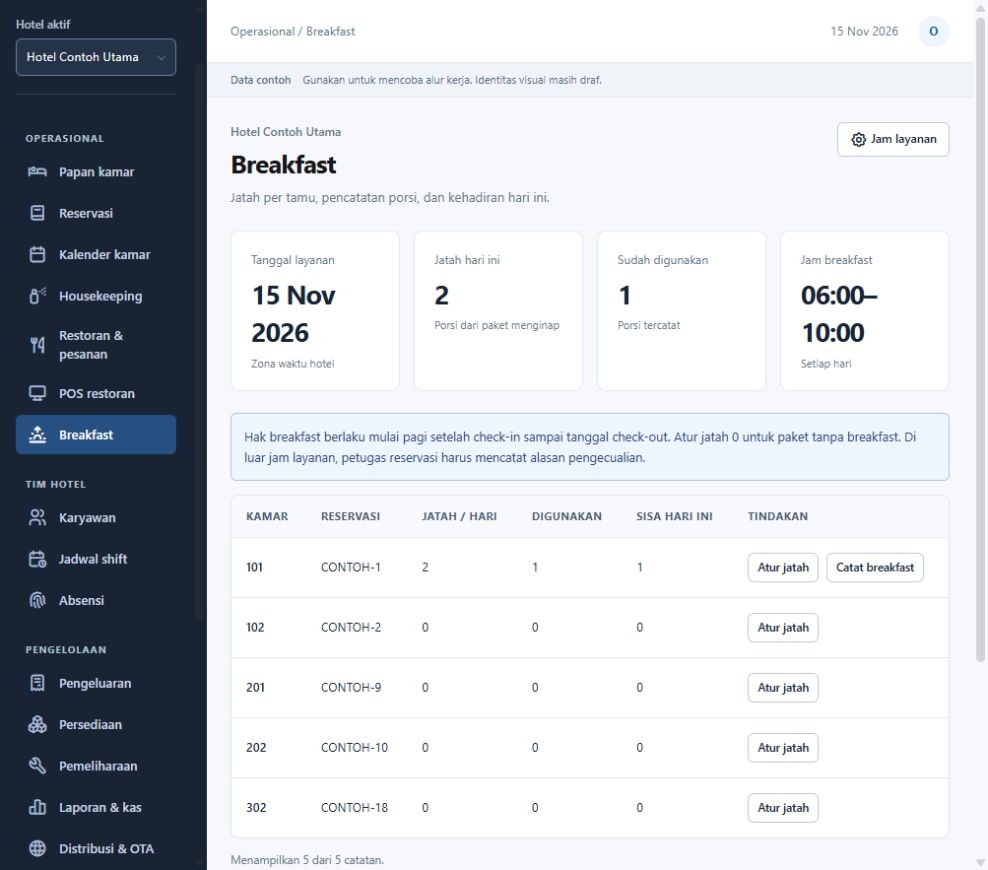 Hotel aktif
Hotel Contoh Utama
OPERASIONAL
Papan kamar
Reservasi
Kalender kamar
Housekeeping
Restoran &
pesanan
POS restoran
Breakfast
TIM HOTEL
Karyawan
Jadwal shift
Absensi
PENGELOLAAN
Pengeluaran
Persediaan
Pemeliharaan
Laporan & kas
Distribusi & OTA
Operasional / Breakfast
15 Nov 2026
O
Data contoh Gunakan untuk mencoba alur kerja. Identitas visual masih draf.
Hotel Contoh Utama
Breakfast
Jatah per tamu, pencatatan porsi, dan kehadiran hari ini.
Jam layanan
Tanggal layanan
15 Nov
2026
Zona waktu hotel
Jatah hari ini
2
Porsi dari paket menginap
Sudah digunakan
1
Porsi tercatat
Jam breakfast
06:00–
10:00
Setiap hari
Hak breakfast berlaku mulai pagi setelah check-in sampai tanggal check-out. Atur jatah 0 untuk paket tanpa breakfast. Di
luar jam layanan, petugas reservasi harus mencatat alasan pengecualian.
KAMAR RESERVASI JATAH / HARI DIGUNAKAN SISA HARI INI TINDAKAN
101 CONTOH-1 2 1 1 Atur jatah Catat breakfast
102 CONTOH-2 0 0 0 Atur jatah
201 CONTOH-9 0 0 0 Atur jatah
202 CONTOH-10 0 0 0 Atur jatah
302 CONTOH-18 0 0 0 Atur jatah
Menampilkan 5 dari 5 catatan.